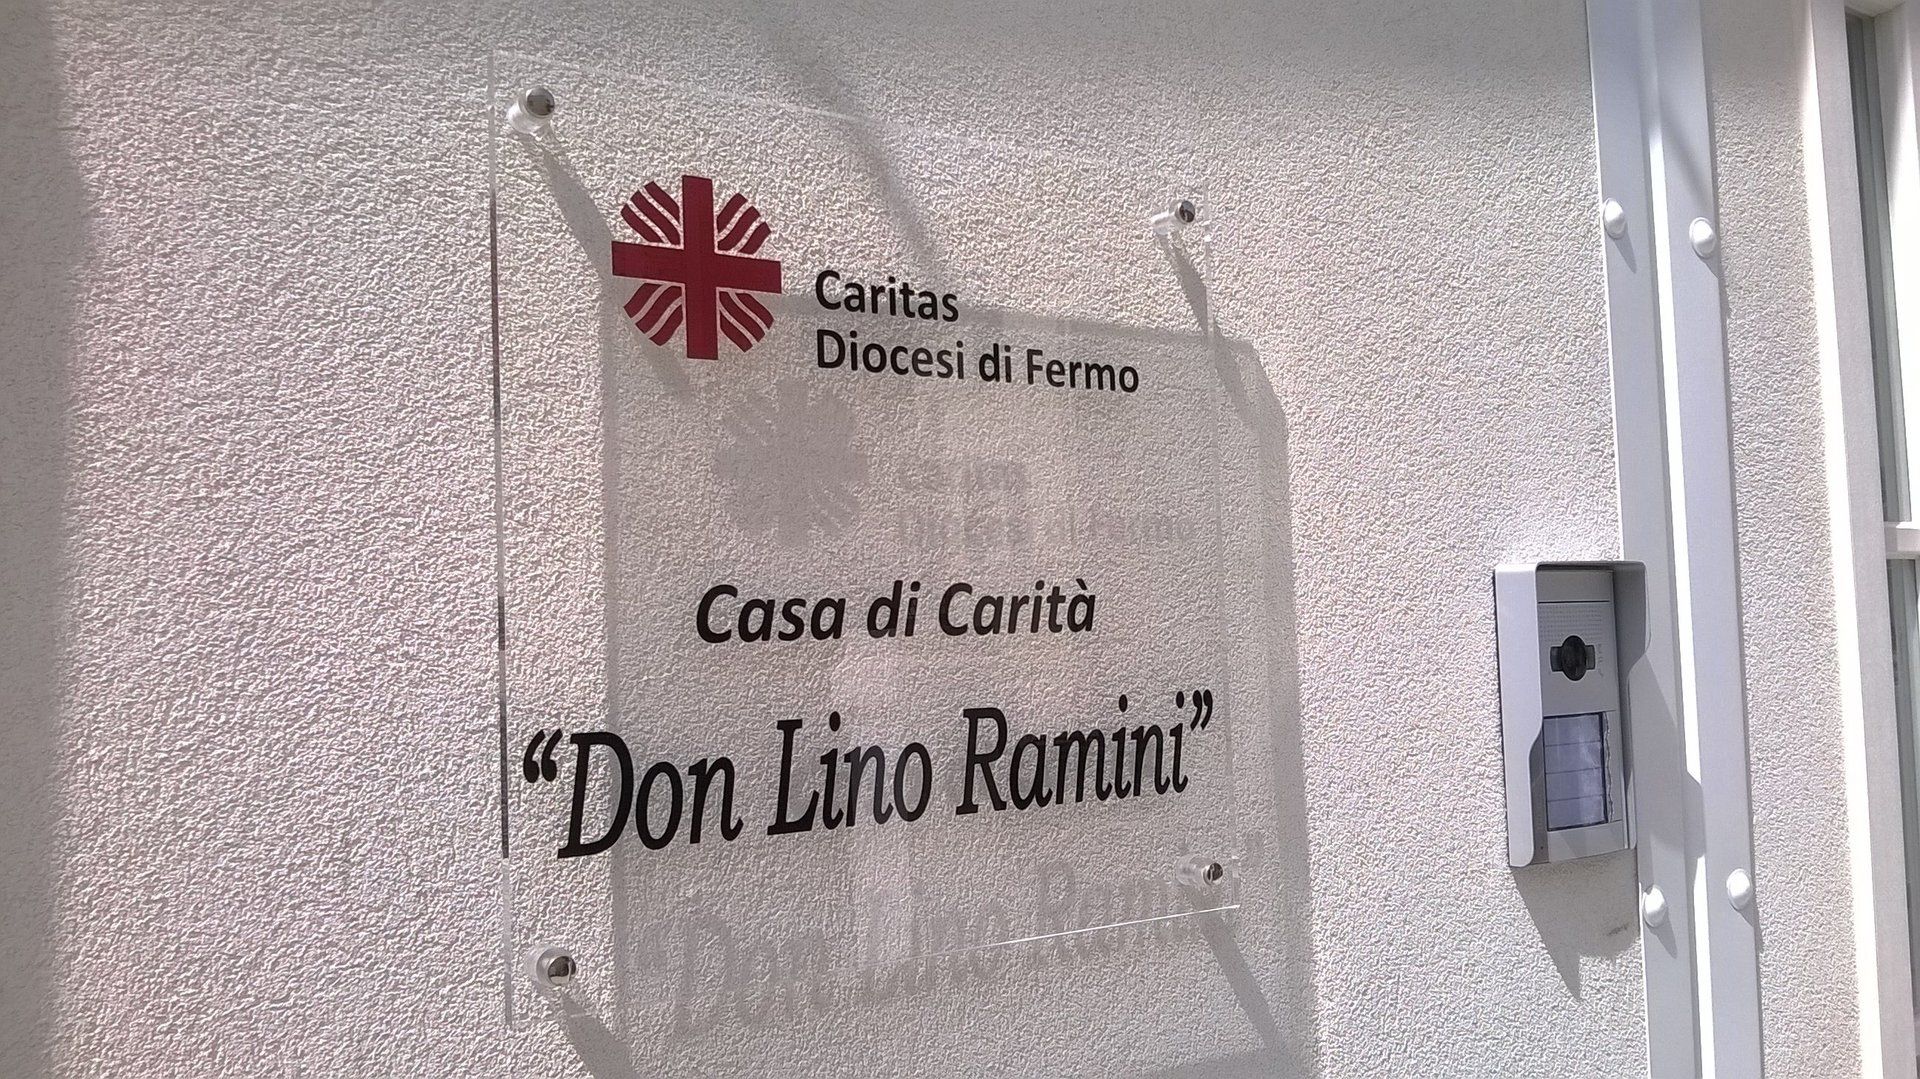 Caritas
Diocesi di Fermo
Casa di Carità
“Don Lino Ramini”